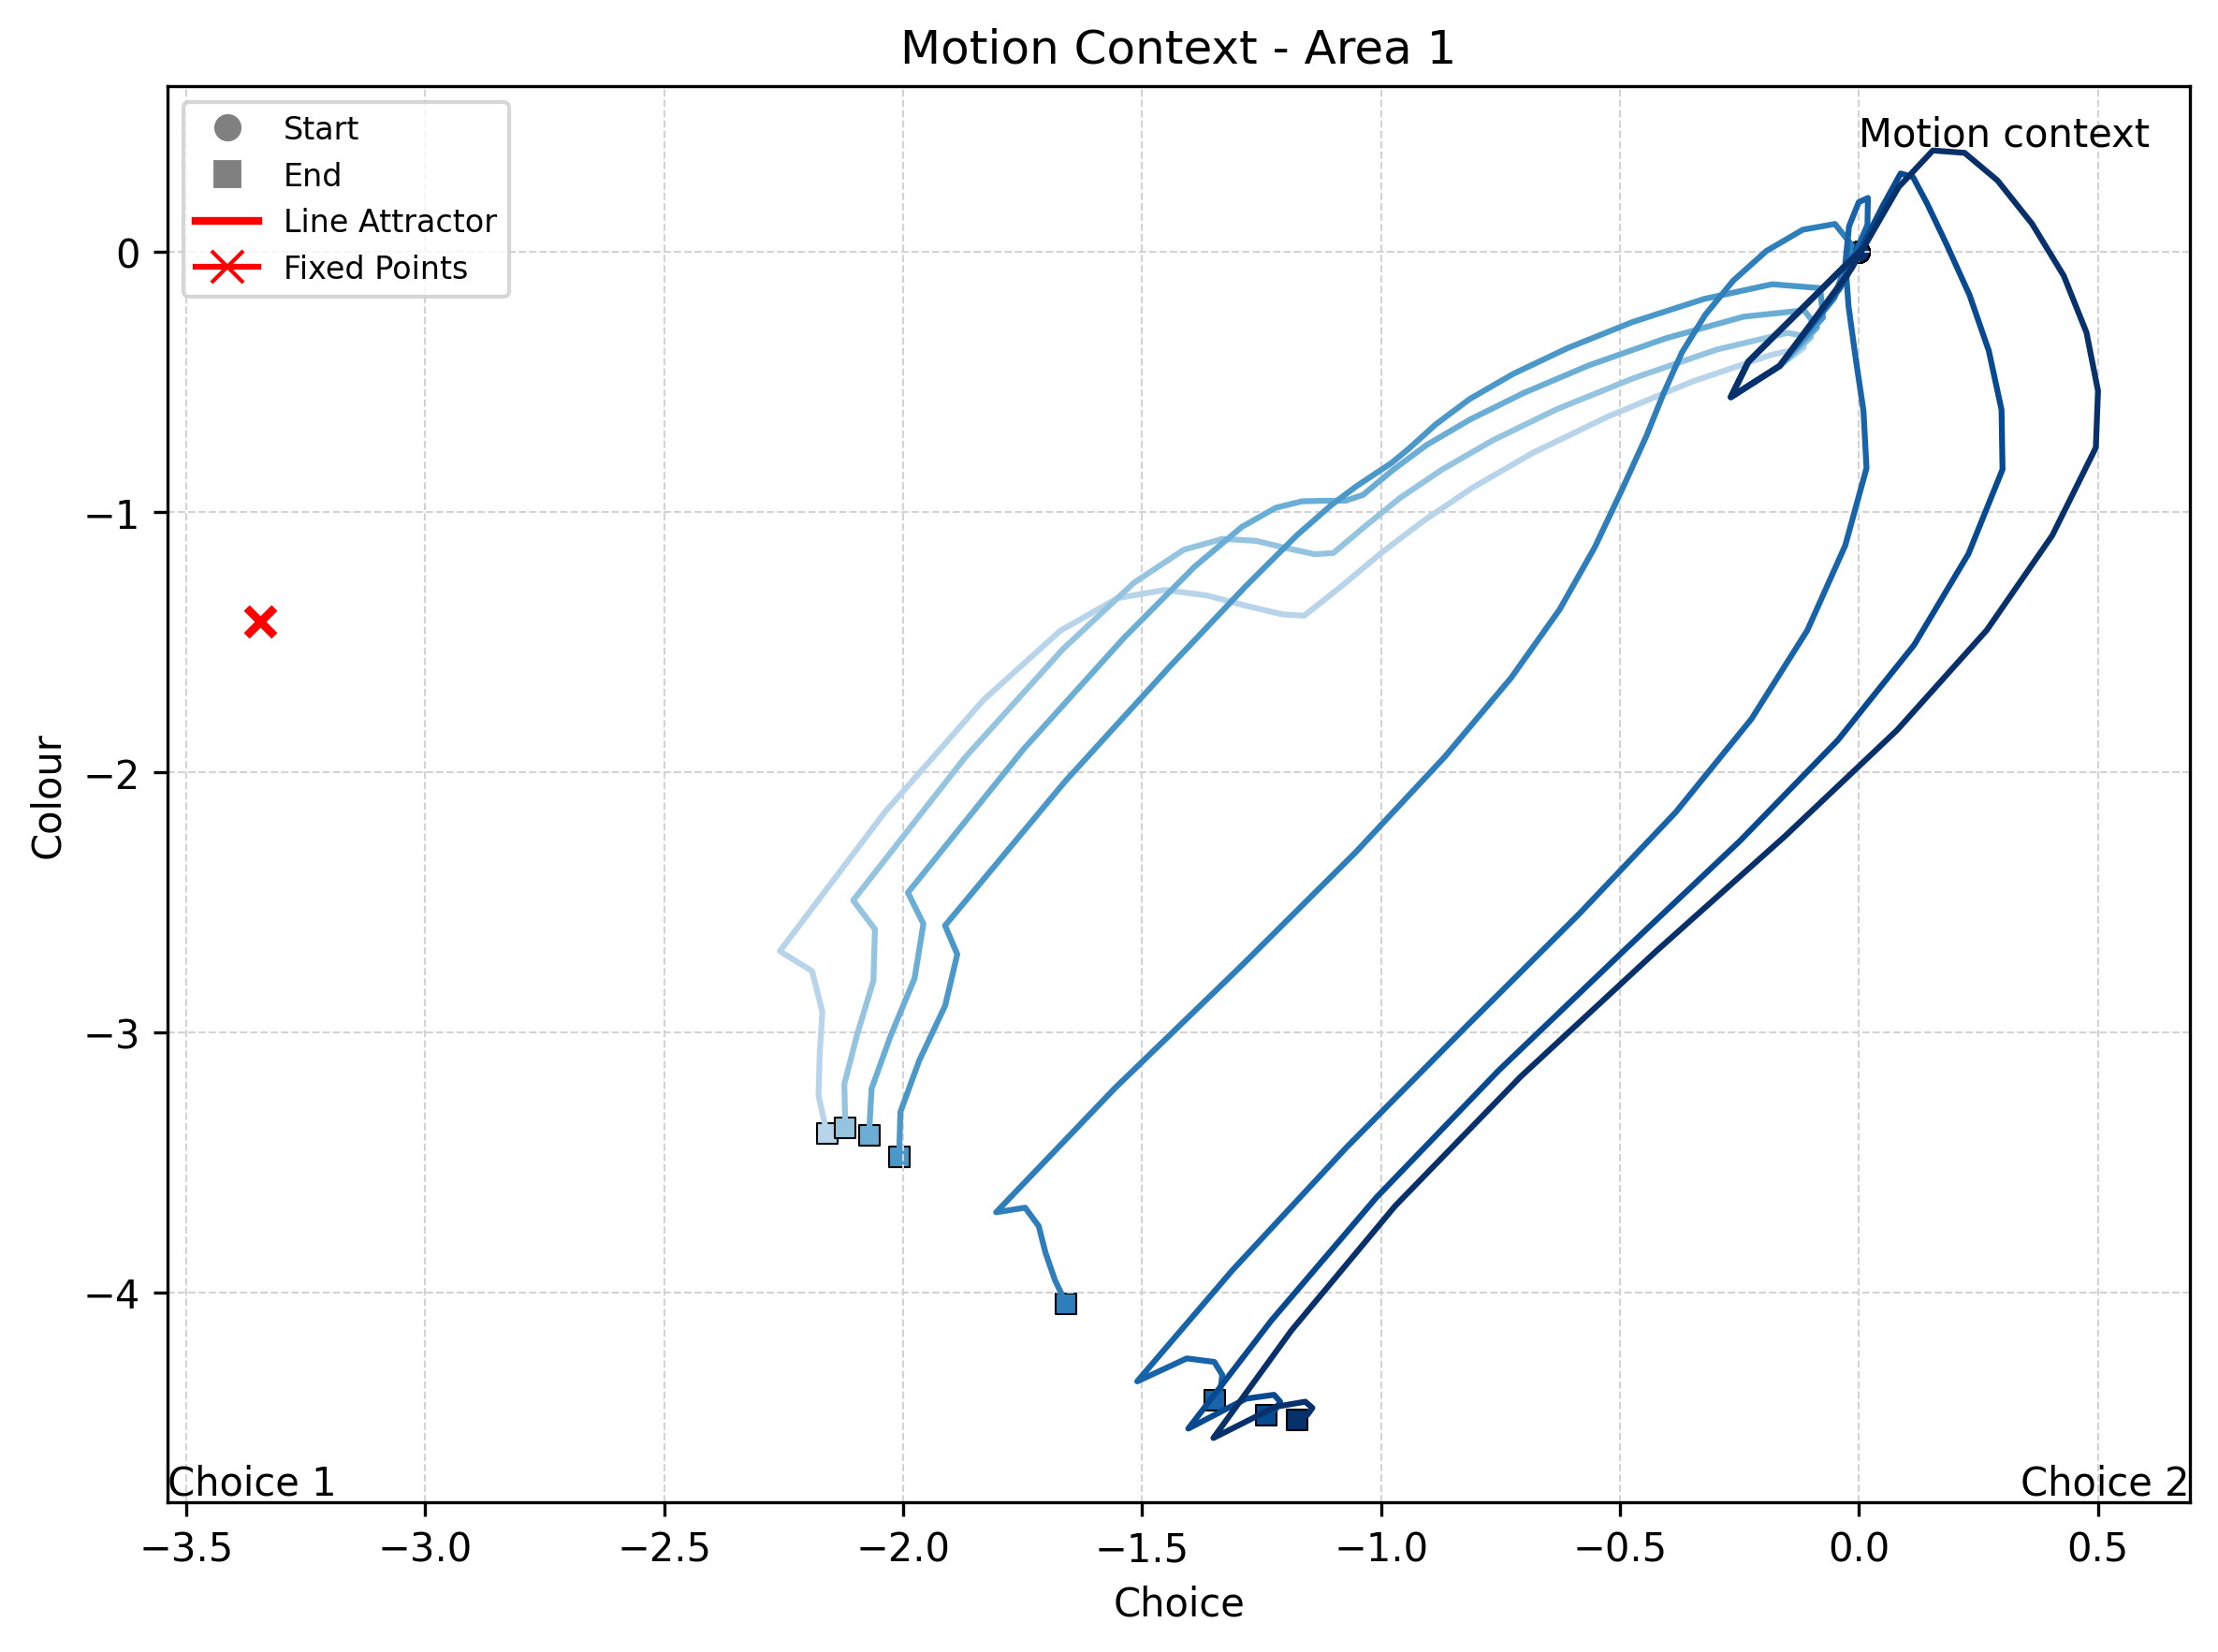 Motion Context - Area 1
Start
End
Line Attractor
Fixed Points
Motion context
0
−1
−2
−3
−4
Colour
Choice 1
Choice 2
−3.5 −3.0 −2.5 −2.0 −1.5 −1.0 −0.5 0.0 0.5
Choice